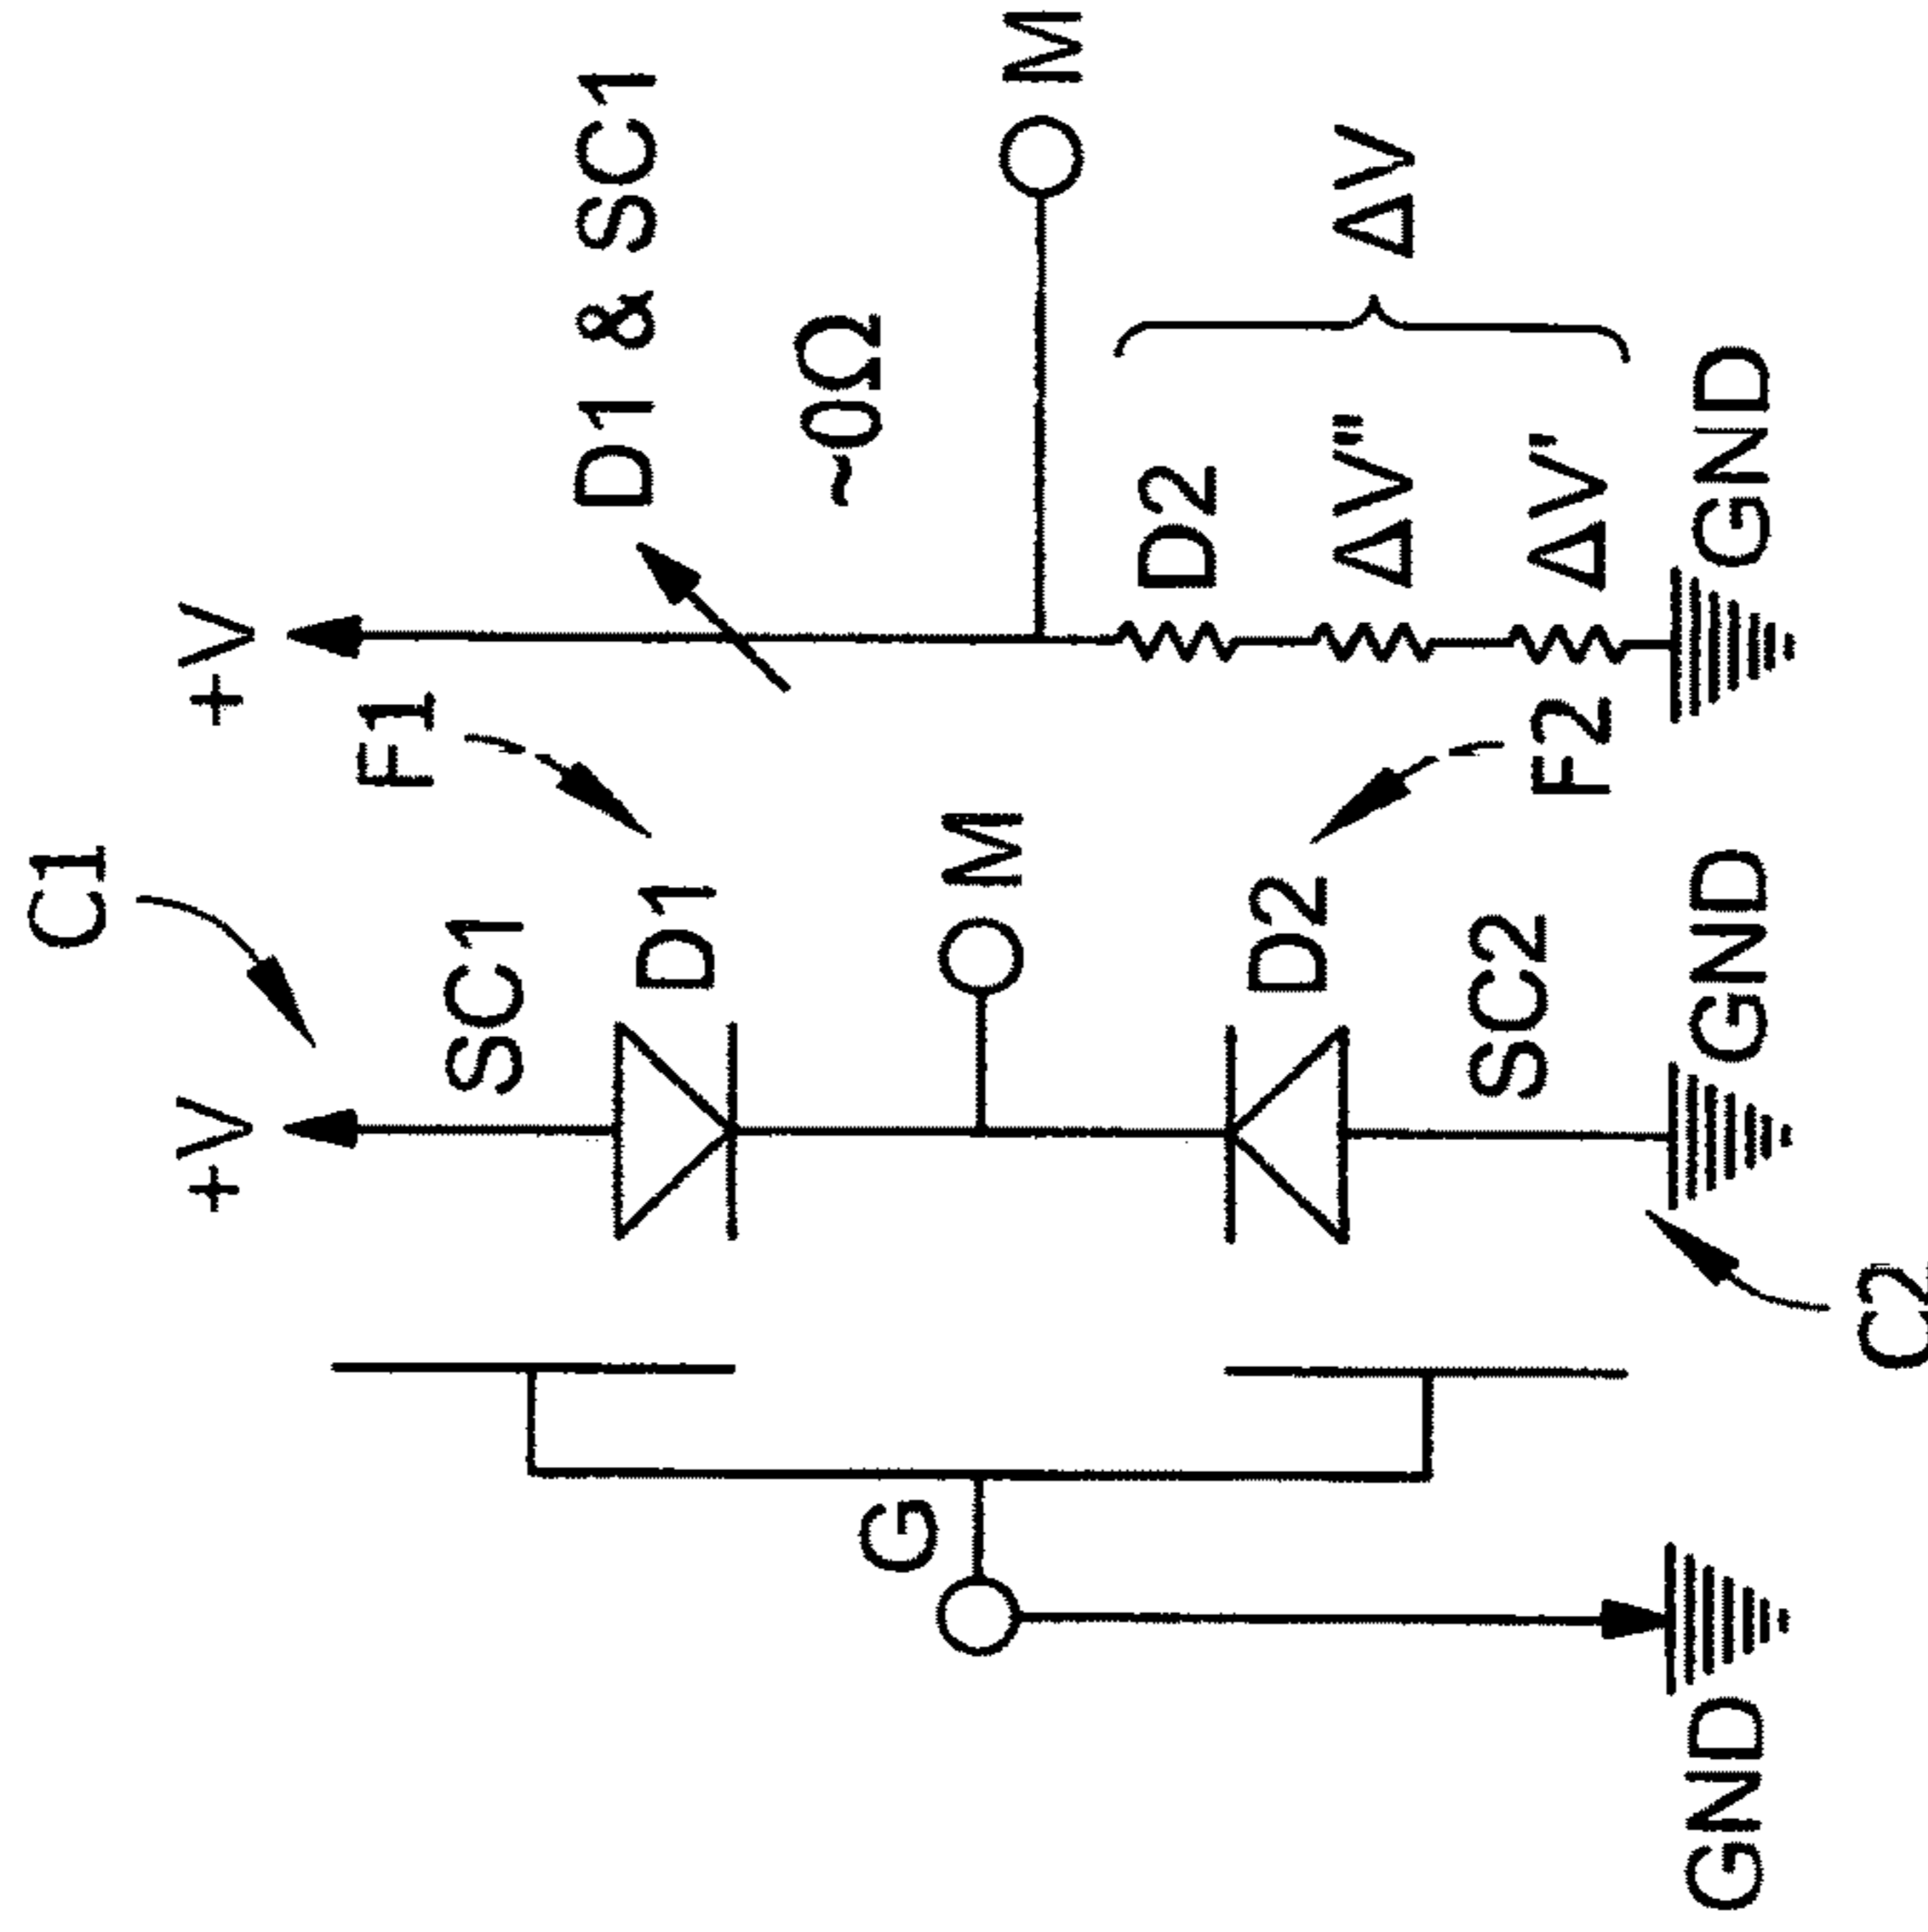 C1
+V
+V
F1
SC1
D1 & SC1
D1
~0Ω
G
M
M
D2
D2
ΔV"
ΔV
SC2
F2
ΔV'
GND
GND
GND
C2